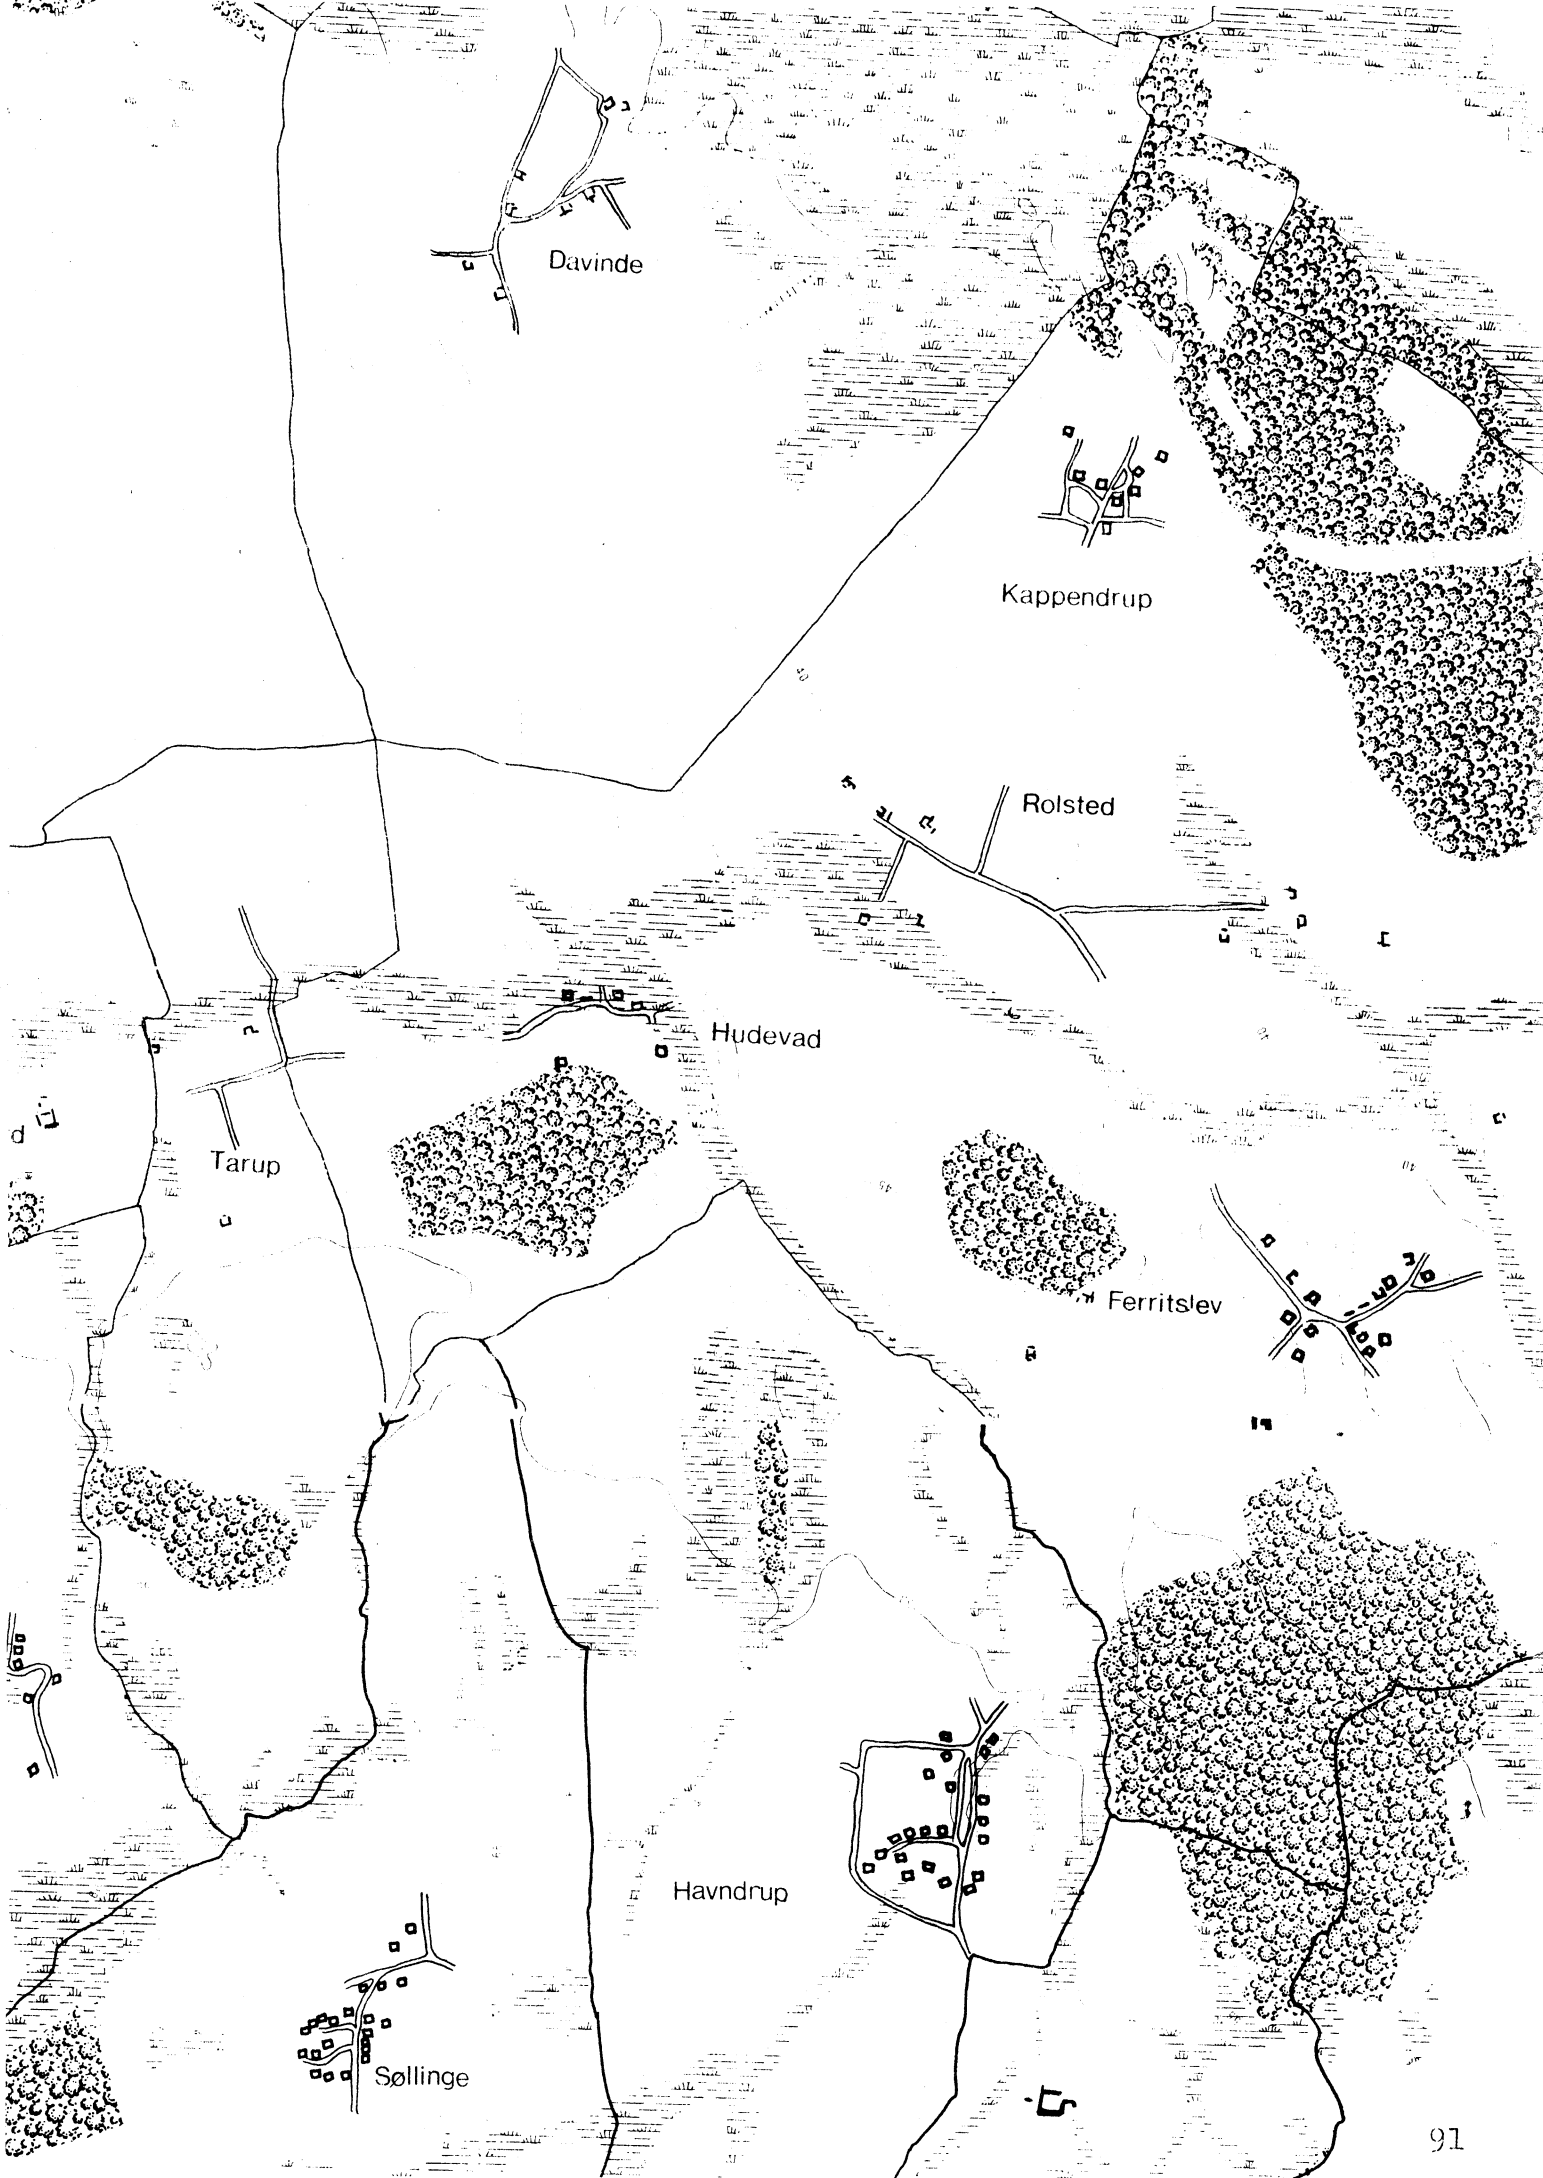 Davinde
Kappendrup
Rolsted
Hudevad
d
Tarup
Ferritslev
Havndrup
Søllinge
91